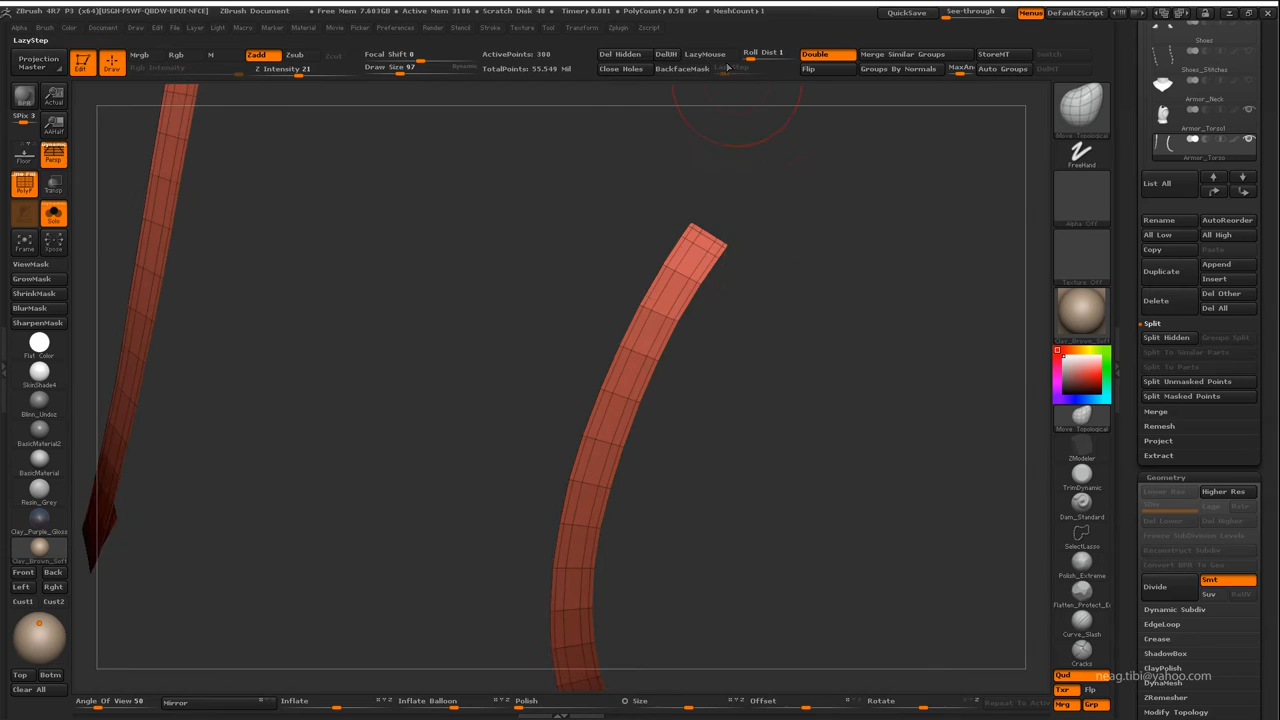 ZBrush 4R7 P3 (x64)[USGH-FSWF-QBDW-EPUI-NFCE]   ZBrush Document   • Free Mem 7.603GB • Active Mem 3186 • Scratch Disk 48 • Timer▸0.081 • PolyCount▸0.58 KP • MeshCount▸1   QuickSave   See-through 0   Menus   DefaultZScript
Alpha Brush Color Document Draw Edit File Layer Light Macro Marker Material Movie Picker Preferences Render Stencil Stroke Texture Tool Transform Zplugin Zscript
LazyStep
Projection Master
Edit
Draw
Mrgb Rgb M
Rgb Intensity
Zadd Zsub Zcut
Z Intensity 21
Focal Shift 0
Draw Size 97
Dynamic
ActivePoints: 380
TotalPoints: 55.549 Mil
Del Hidden DelUH LazyMouse Roll Dist 1
Close Holes BackFaceMask LazyStep
Double Merge Similar Groups StoreMT Switch
Flip Groups By Normals MaxAn Auto Groups DelMT
BPR
SPix 3
Actual
AAHalf
Floor
Dynamic
Persp
Line Fill
PolyF
Transp
Solo
Frame
Xpose
ViewMask
GrowMask
ShrinkMask
BlurMask
SharpenMask
Flat Color
SkinShade4
Blinn_Undoz
BasicMaterial2
BasicMaterial
Resin_Grey
Clay_Purple_Gloss
Clay_Brown_Soft
Front Back
Left Rght
Cust1 Cust2
Top Botm
Clear All
Angle Of View 50 Mirror Inflate Inflate Balloon Polish Size Offset Rotate Repeat To Activ
Move Topological
FreeHand
Alpha Off
Texture Off
Clay_Brown_Soft
Move Topological
ZModeler
TrimDynamic
Dam_Standard
SelectLasso
Polish_Extreme
Flatten_Protect_Ed
Curve_Slash
Cracks
Qud
Txr Flp
Mrg Grp
Shoes
Shoes_Stitches
Armor_Neck
Armor_Torso1
Armor_Torso
List All
Rename AutoReorder
All Low All High
Copy Paste
Duplicate Append
Insert
Delete Del Other
Del All
Split
Split Hidden Groups Split
Split To Similar Parts
Split To Parts
Split Unmasked Points
Split Masked Points
Merge
Remesh
Project
Extract
Geometry
Lower Res Higher Res
SDiv Cage Rstr
Del Lower Del Higher
Freeze SubDivision Levels
Reconstruct Subdiv
Convert BPR To Geo
Divide Smt
Suv ReUV
Dynamic Subdiv
EdgeLoop
Crease
ShadowBox
ClayPolish
neag.tibi@yahoo.com
DynaMesh
ZRemesher
Modify Topology